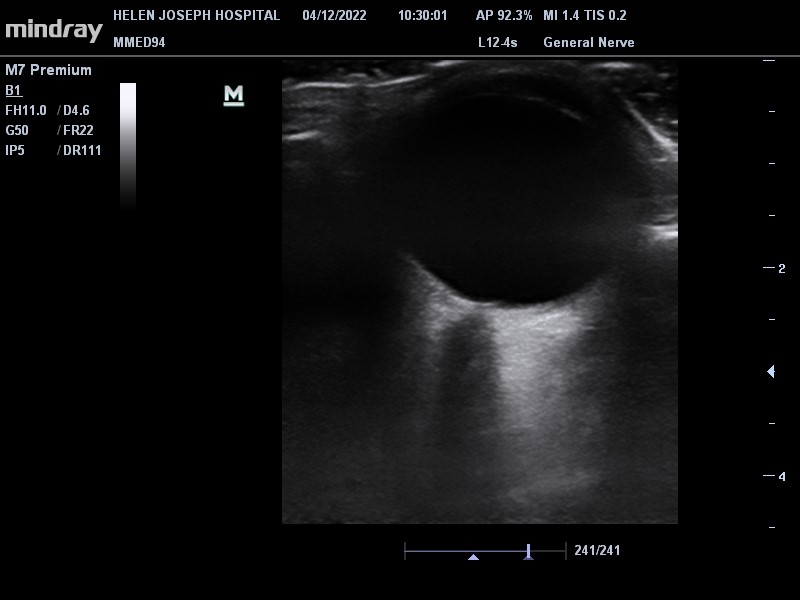 mindray
HELEN JOSEPH HOSPITAL 04/12/2022 10:30:01 AP 92.3% MI 1.4 TIS 0.2
MMED94 L12-4s General Nerve
M7 Premium
B1
FH11.0 / D4.6
G50 / FR22
IP5 / DR111
M
2
4
241/241